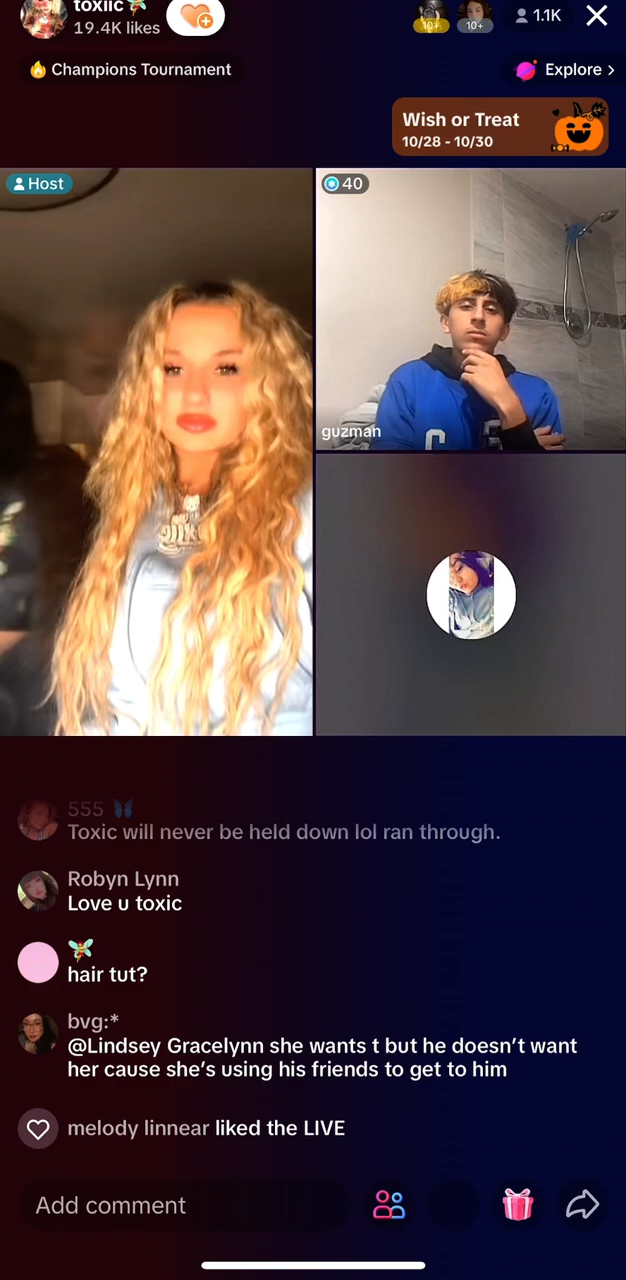 toxiic
19.4K likes
10+
10+
1.1K
Champions Tournament
Explore >
Wish or Treat
10/28 - 10/30
Host
40
guzman
555
Toxic will never be held down lol ran through.
Robyn Lynn
Love u toxic
hair tut?
bvg:*
@Lindsey Gracelynn she wants t but he doesn’t want
her cause she’s using his friends to get to him
melody linnear liked the LIVE
Add comment